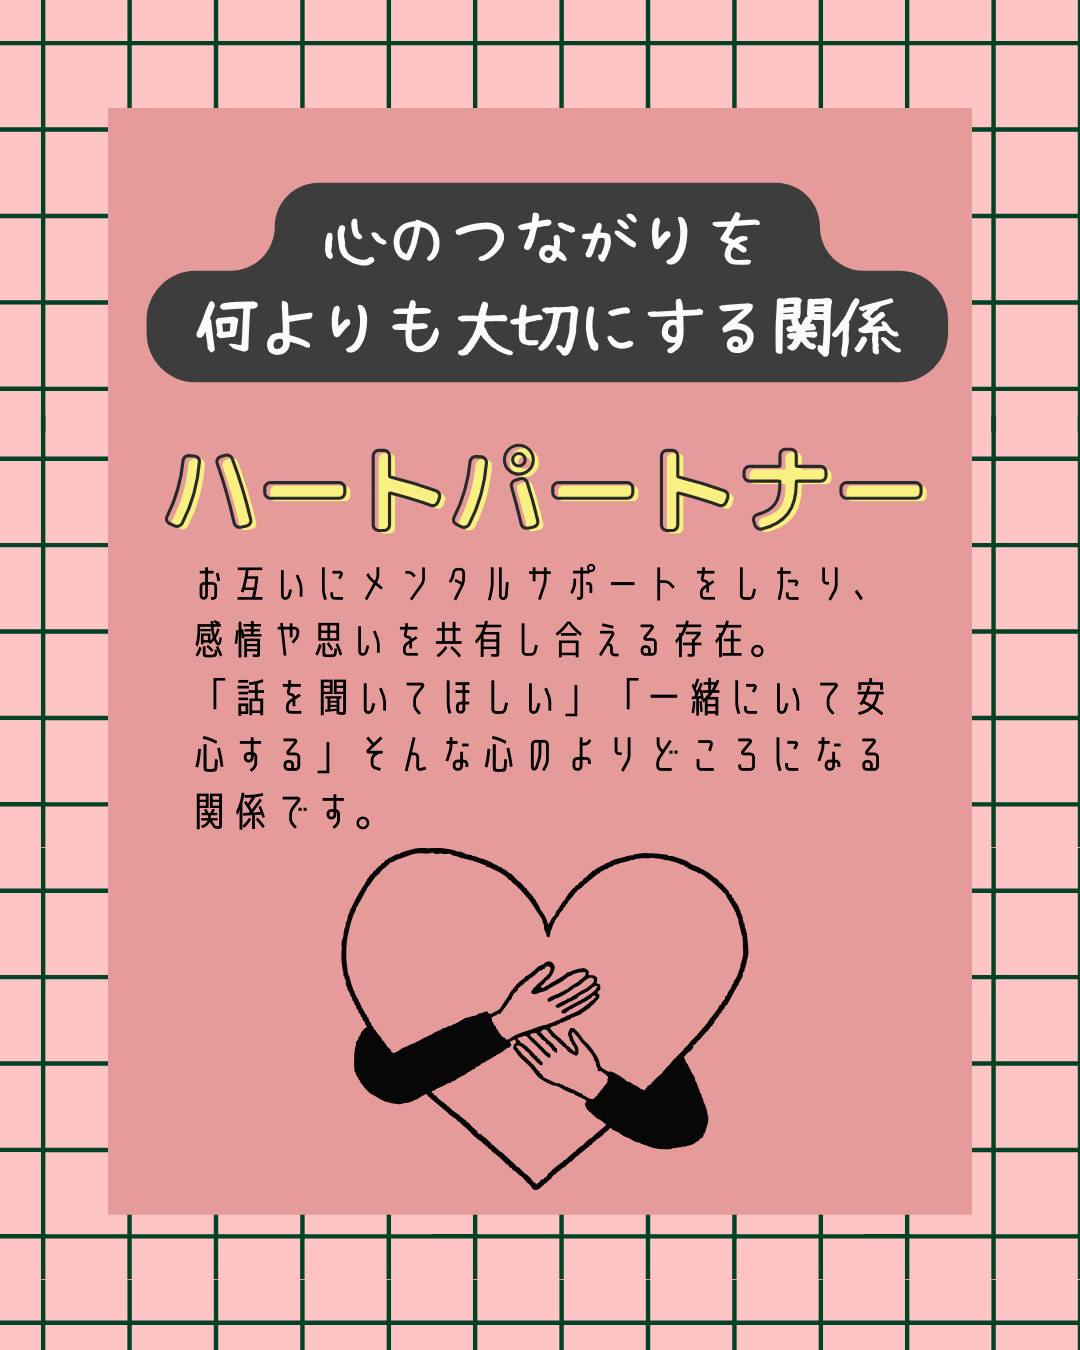 心のつながりを
何よりも大切にする関係
ハートパートナー
お互いにメンタルサポートをしたり、
感情や思いを共有し合える存在。
「話を聞いてほしい」「一緒にいて安
心する」そんな心のよりどころになる
関係です。